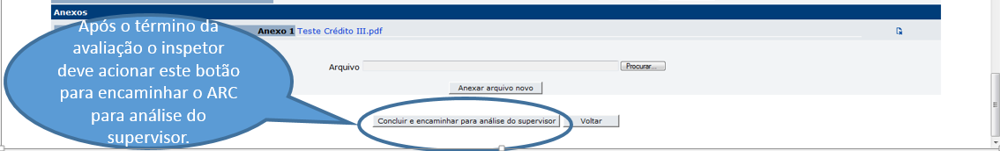 Anexos
Após o término da
avaliação o inspetor
deve acionar este botão
para encaminhar o ARC
para análise do
supervisor.
Anexo 1 Teste Crédito III.pdf
Arquivo Procurar...
Anexar arquivo novo
Concluir e encaminhar para análise do supervisor Voltar